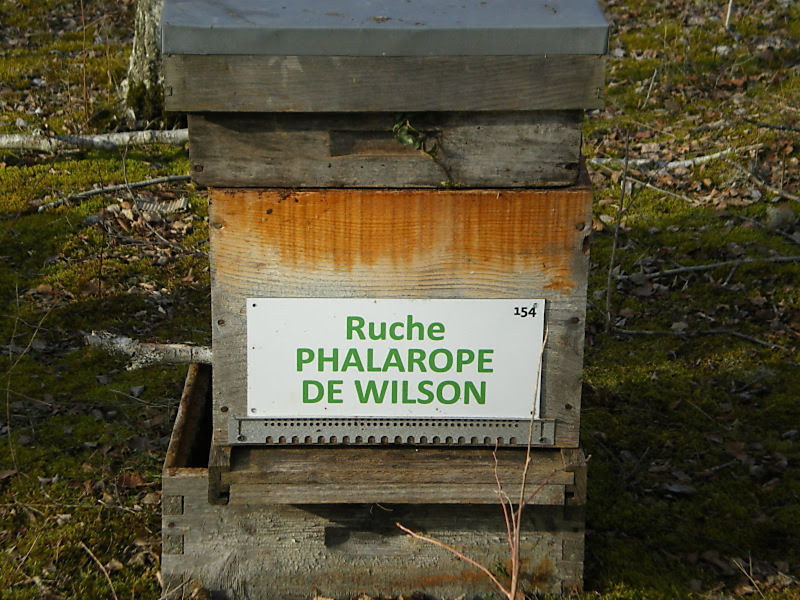 154
Ruche
PHALAROPE
DE WILSON